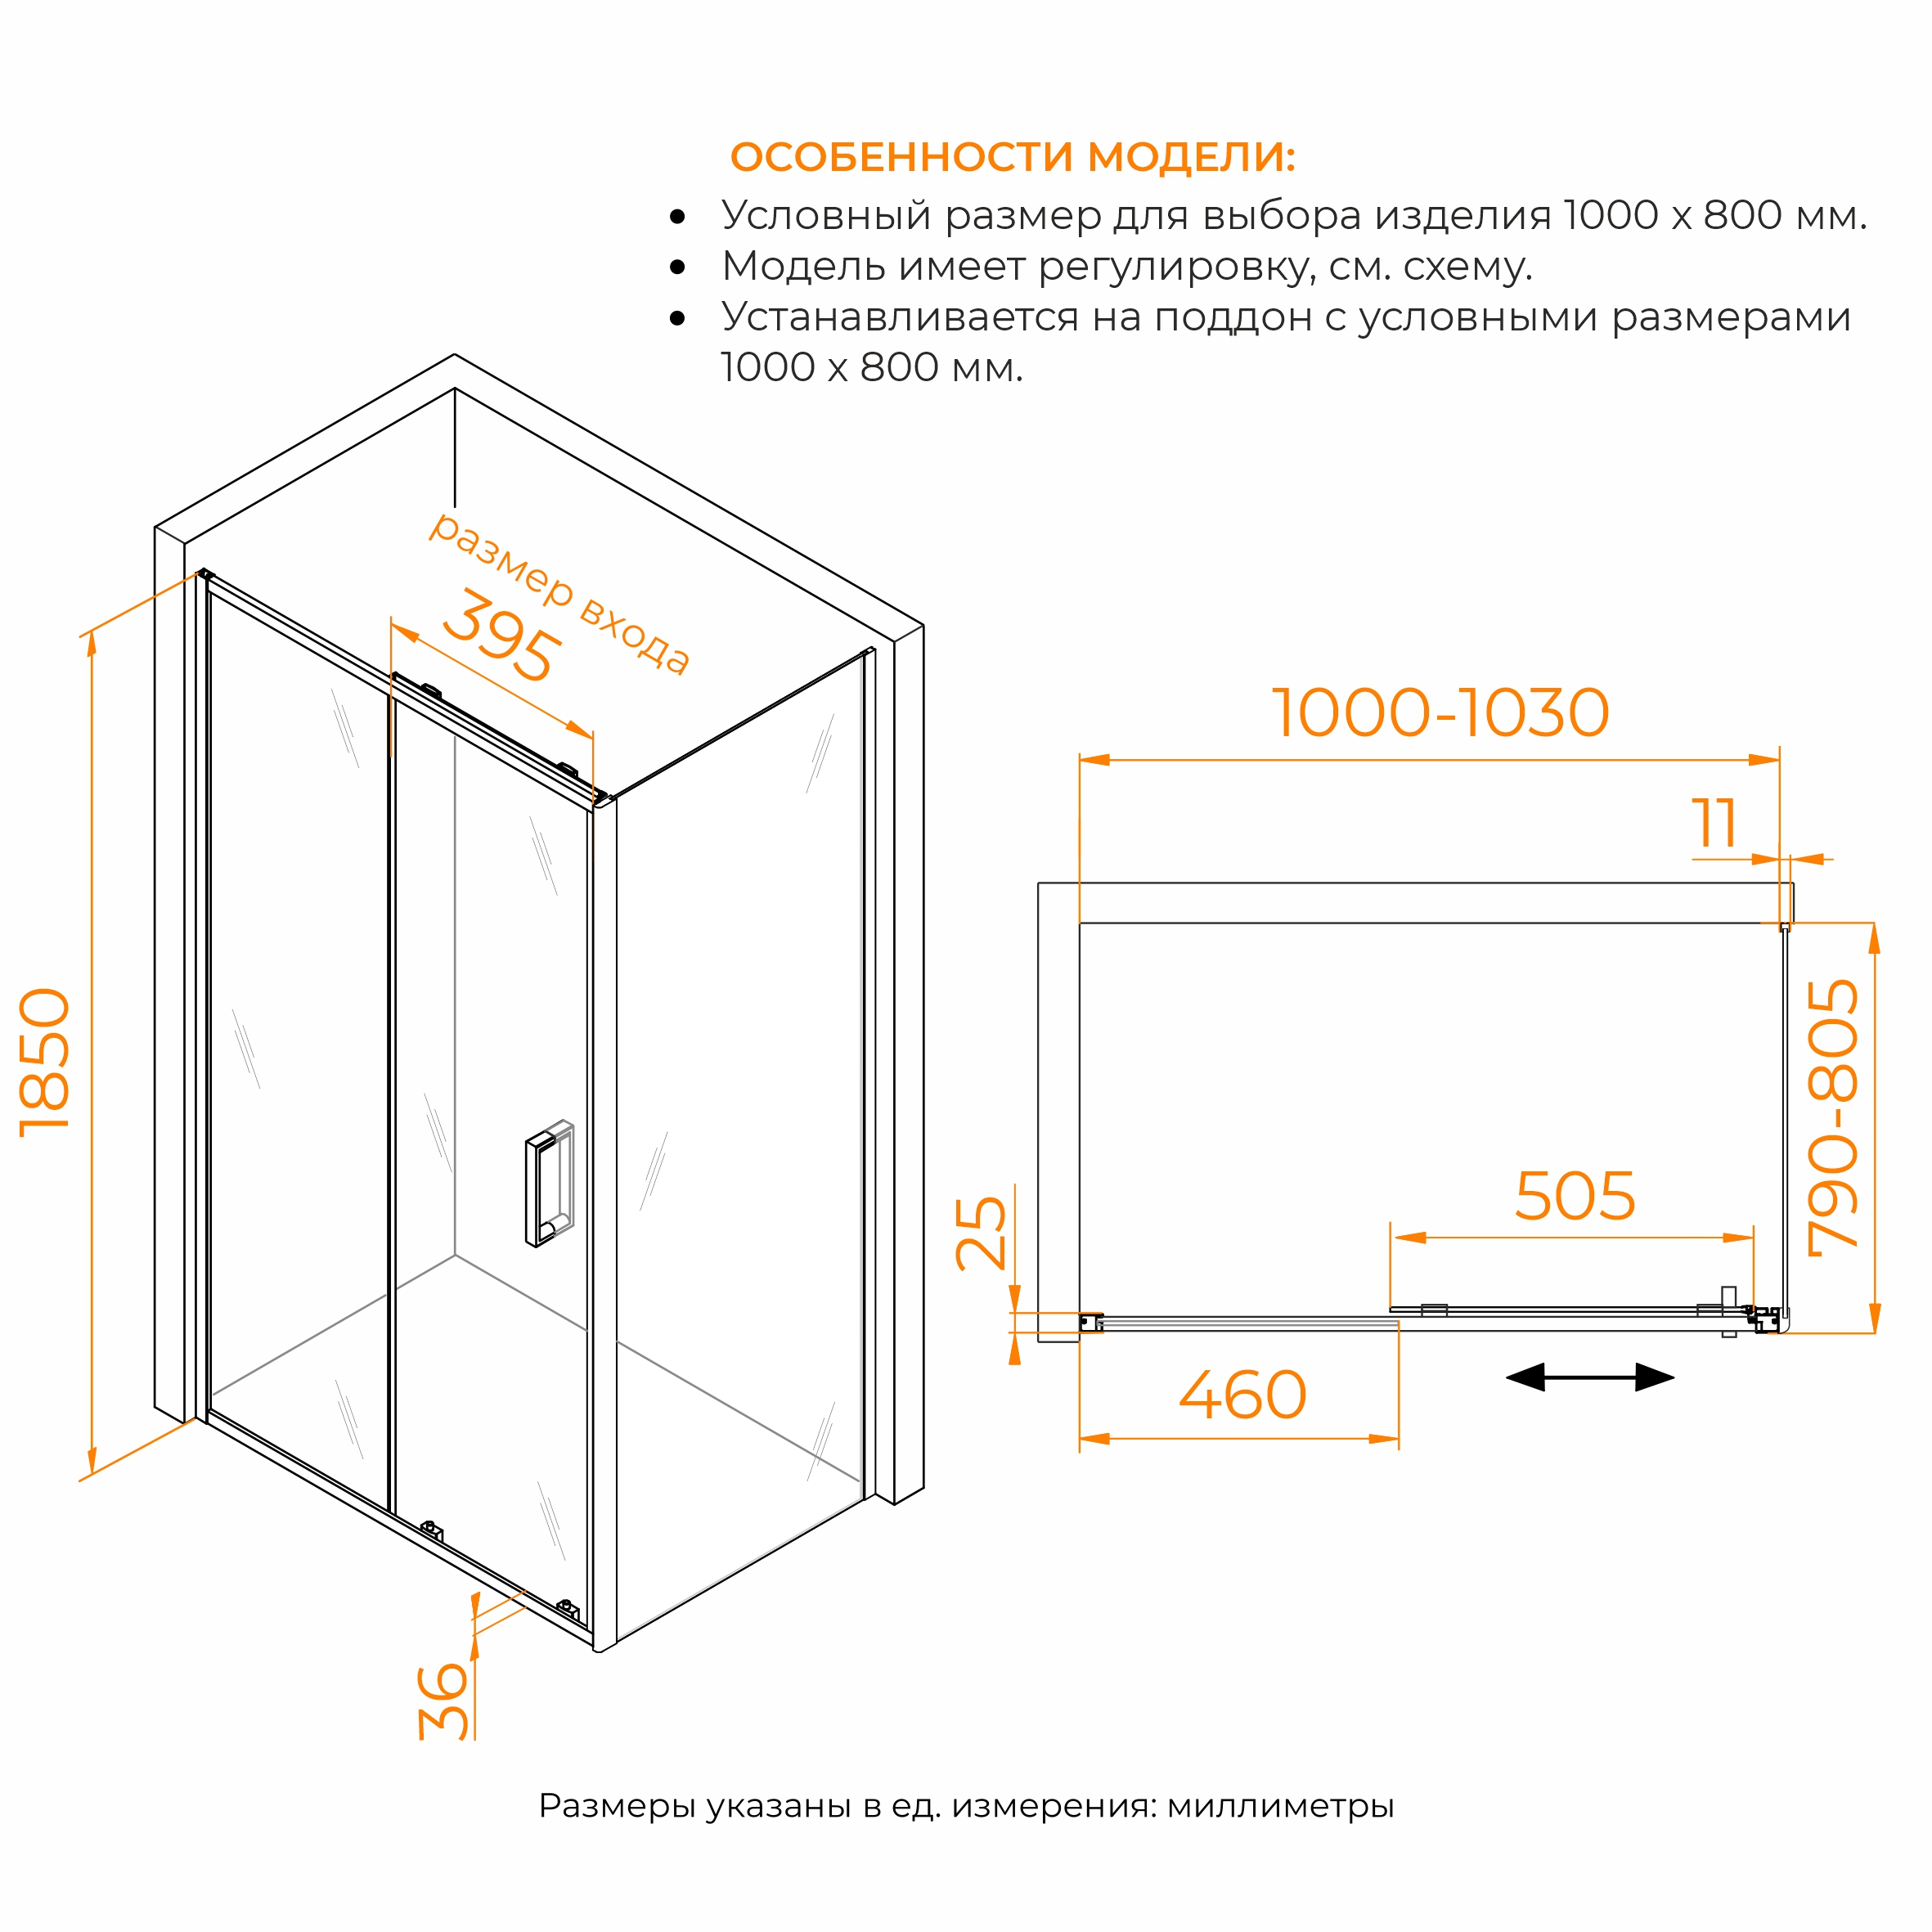 ОСОБЕННОСТИ МОДЕЛИ:
● Условный размер для выбора изделия 1000 х 800 мм.
● Модель имеет регулировку, см. схему.
● Устанавливается на поддон с условными размерами
1000 х 800 мм.
размер входа
395
1850
36
1000-1030
11
790-805
505
25
460
Размеры указаны в ед. измерения: миллиметры